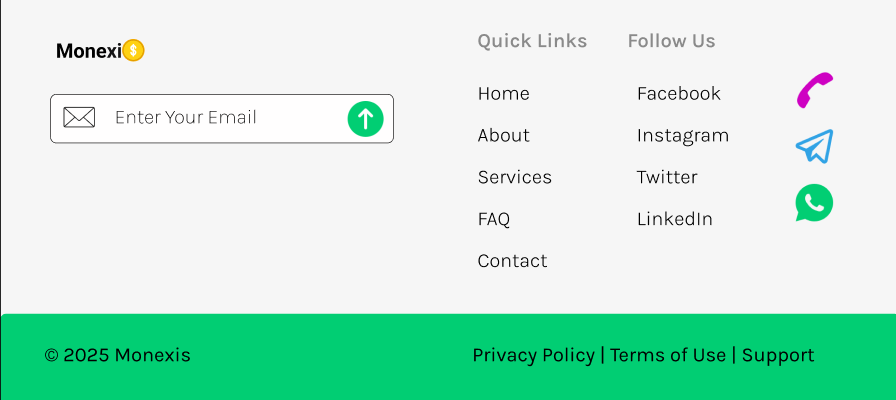 Monexi$
Enter Your Email
Quick Links
Home
About
Services
FAQ
Contact
Follow Us
Facebook
Instagram
Twitter
LinkedIn
© 2025 Monexis
Privacy Policy | Terms of Use | Support